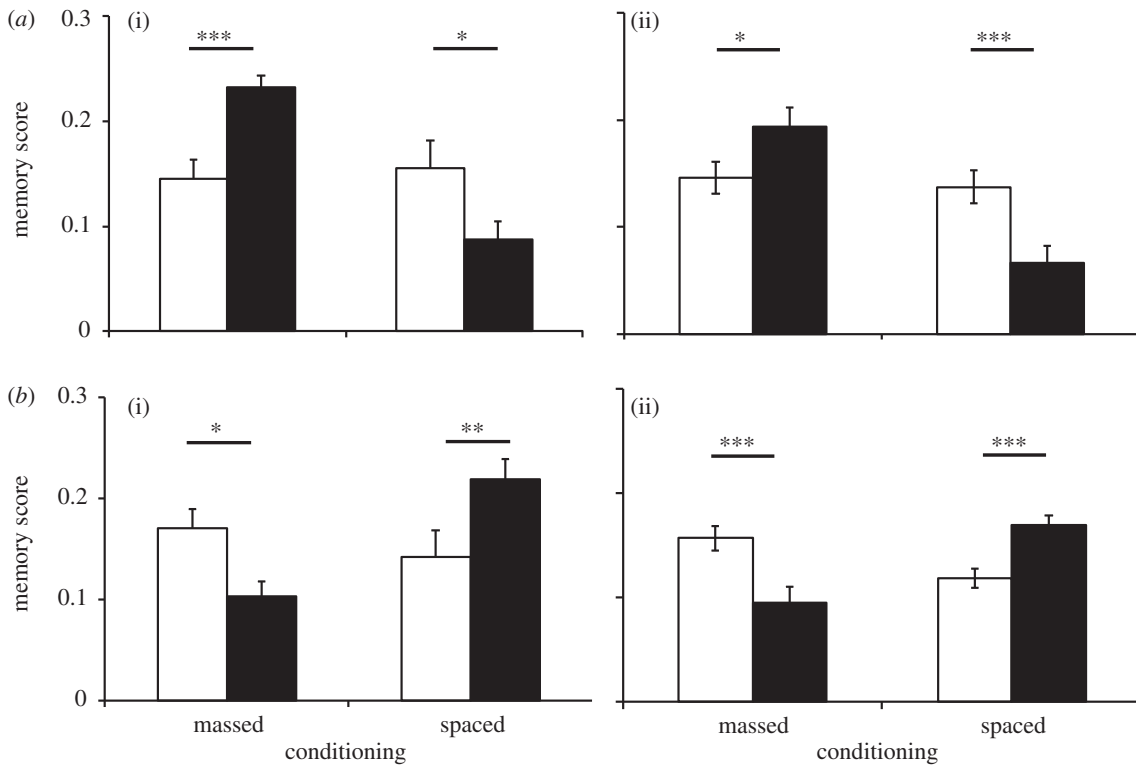 (a)
(i)
(ii)
0.3
0.2
0.1
0
memory score
***
*
*
***
(b)
(i)
(ii)
0.3
0.2
0.1
0
memory score
*
**
***
***
massed
spaced
massed
spaced
conditioning
conditioning